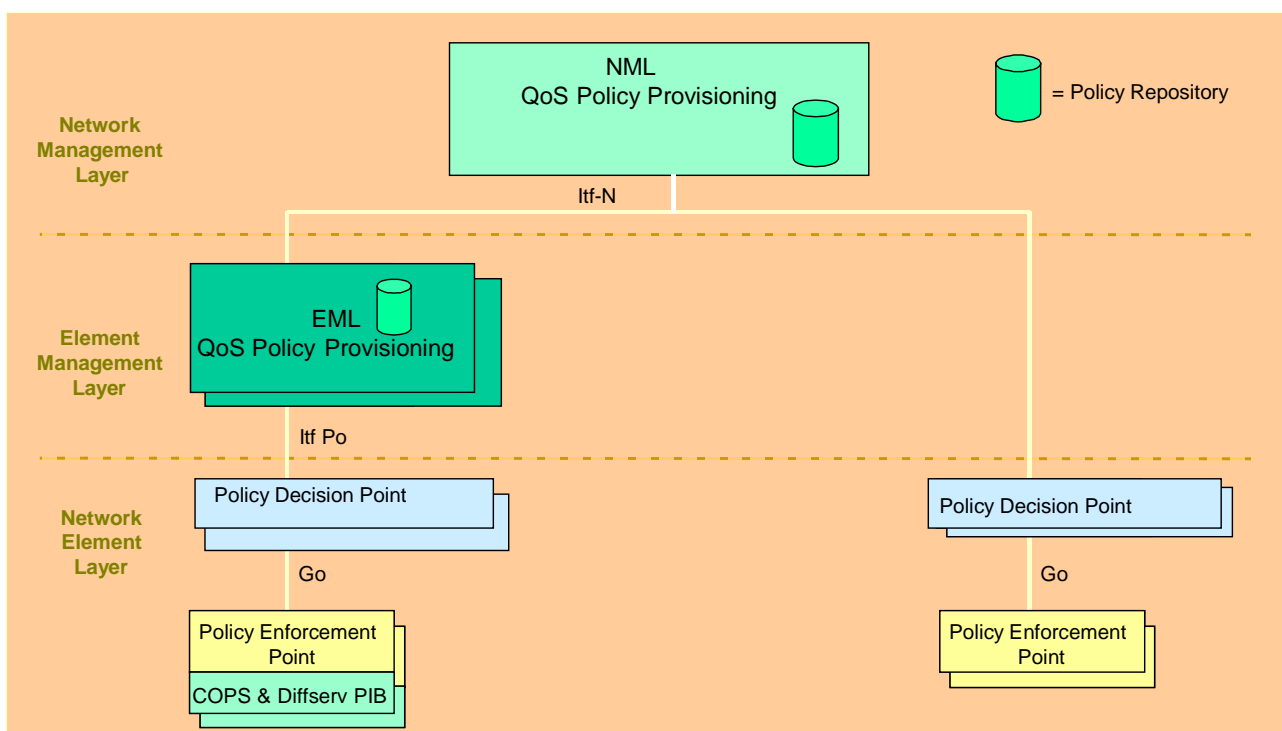 NML
QoS Policy Provisioning
= Policy Repository
Network
Management
Layer
Itf-N
EML
QoS Policy Provisioning
Element
Management
Layer
Itf Po
Policy Decision Point
Policy Decision Point
Network
Element
Layer
Go
Go
Policy Enforcement
Point
COPS & Diffserv PIB
Policy Enforcement
Point